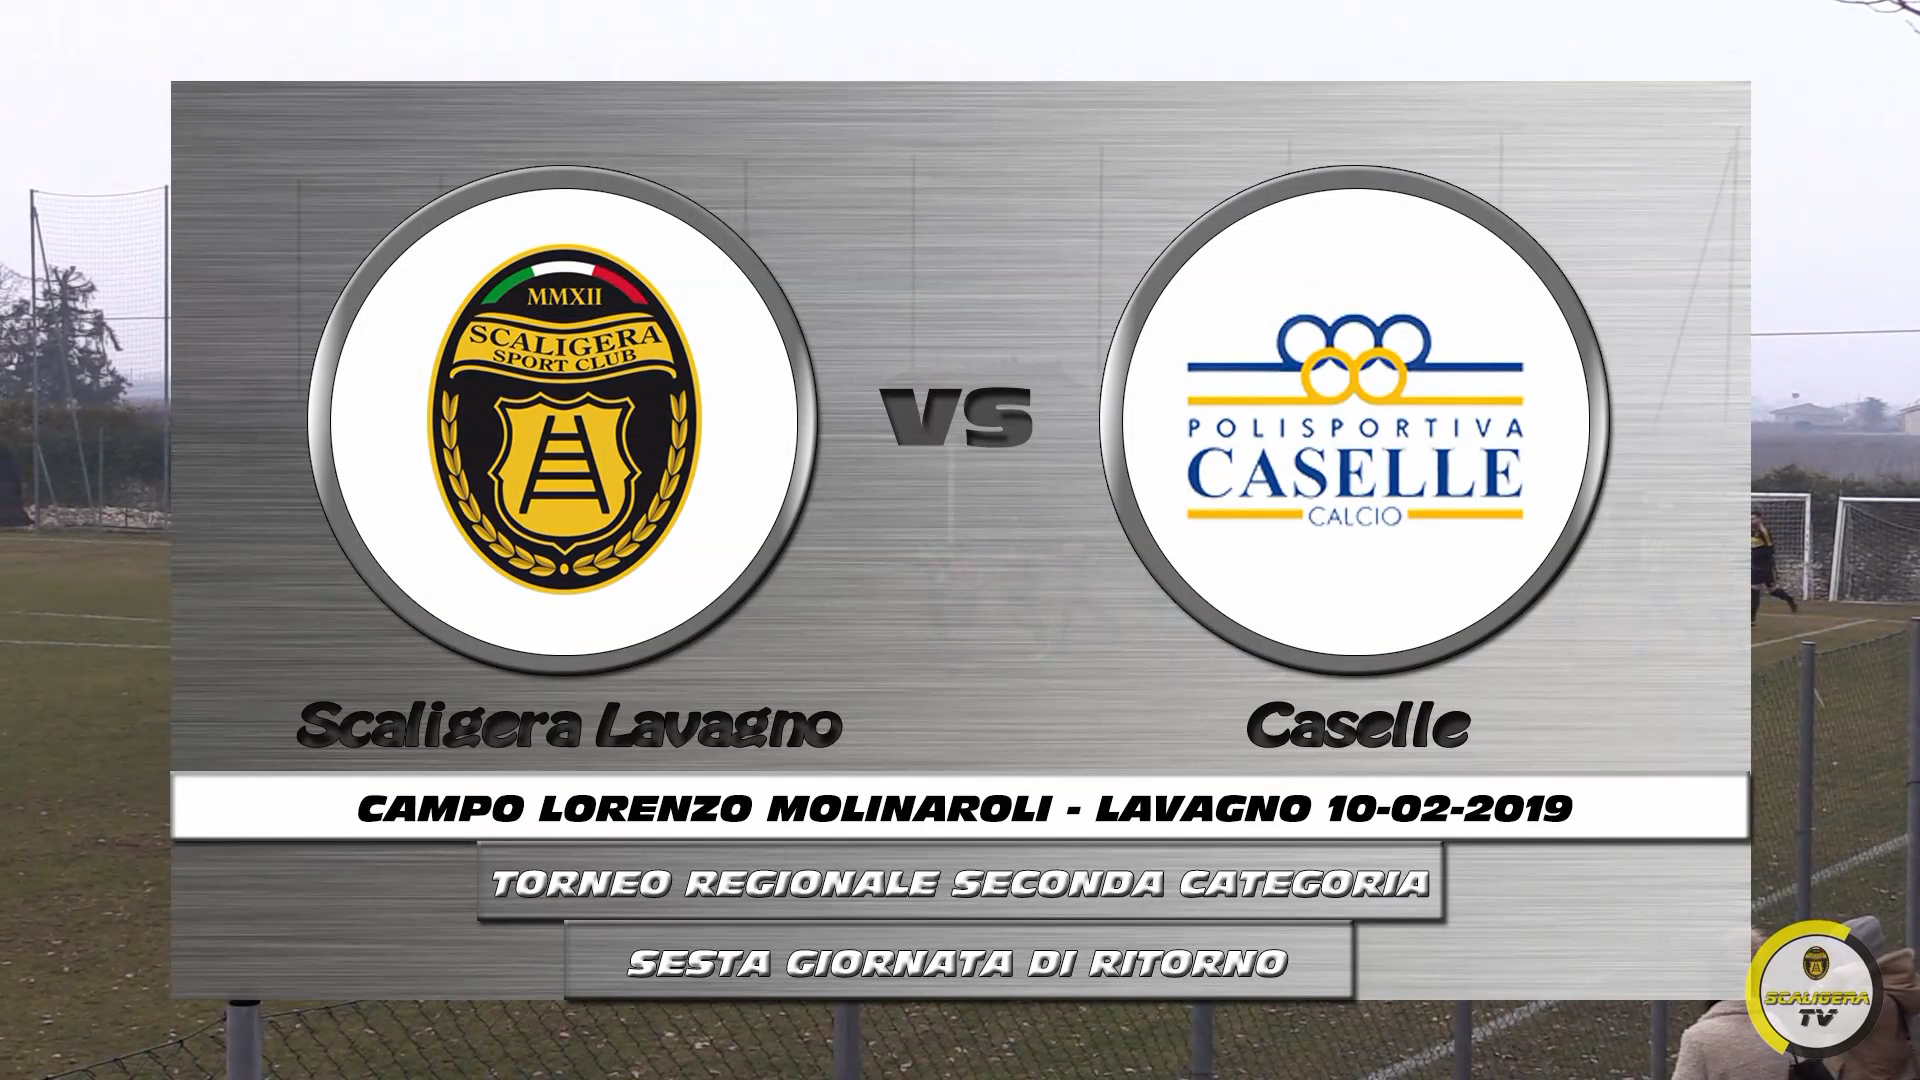 MMXII
SCALIGERA
SPORT CLUB
VS
POLISPORTIVA
CASELLE
CALCIO
Scaligera Lavagno
Caselle
CAMPO LORENZO MOLINAROLI - LAVAGNO 10-02-2019
TORNEO REGIONALE SECONDA CATEGORIA
SESTA GIORNATA DI RITORNO
SCALIGERA
TV